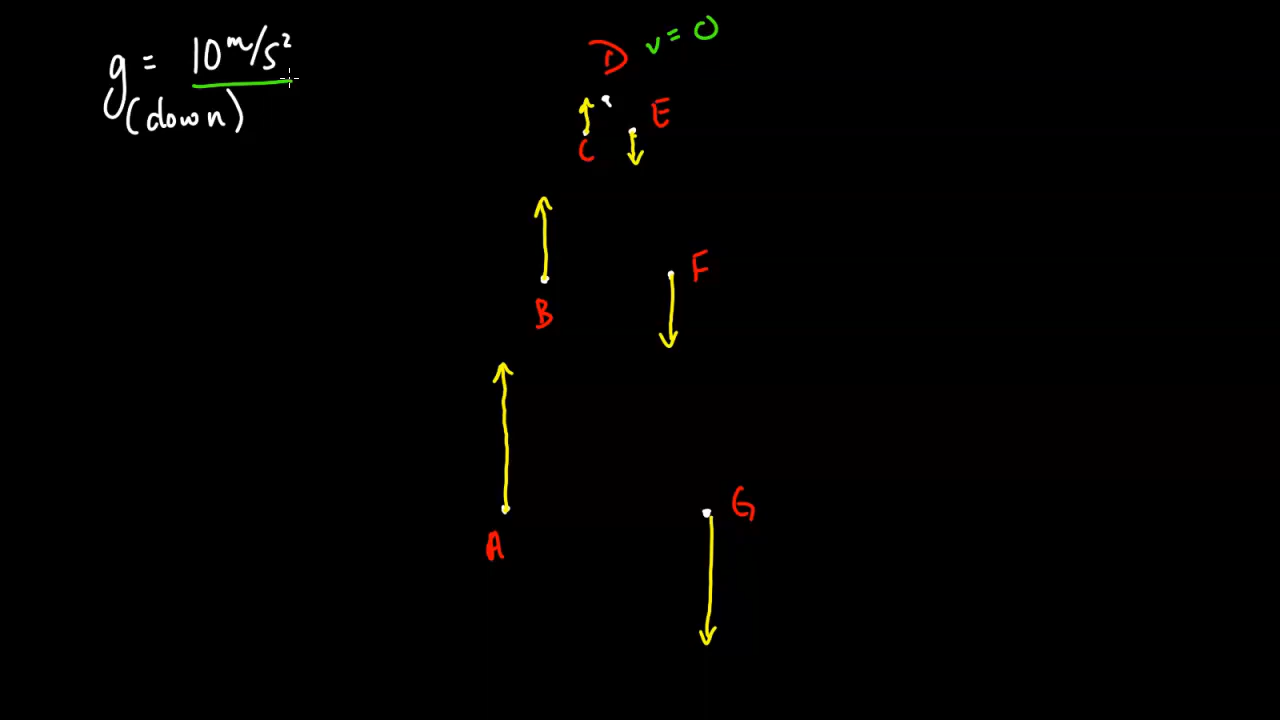 g = 10 m/s²
(down)
D v = 0
E
C
B
F
A
G